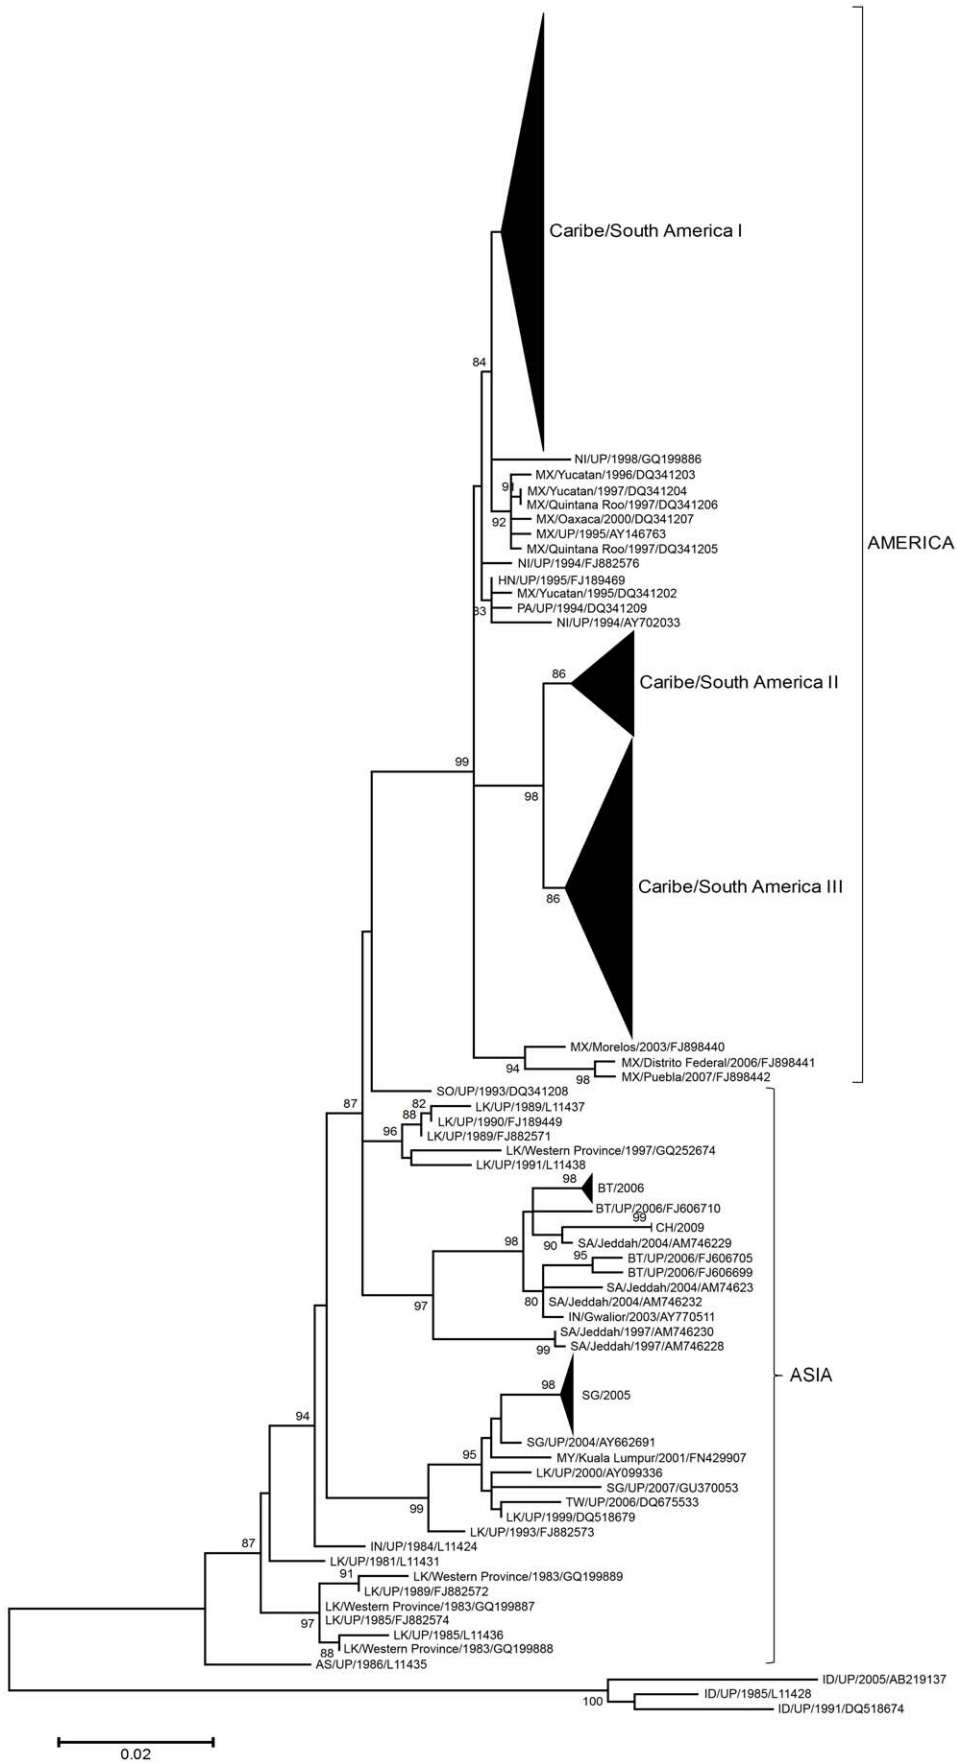 Caribe/South America I
84
NI/UP/1998/GQ199886
MX/Yucatan/1996/DQ341203
91
MX/Yucatan/1997/DQ341204
MX/Quintana Roo/1997/DQ341206
92
MX/Oaxaca/2000/DQ341207
MX/UP/1995/AY146763
MX/Quintana Roo/1997/DQ341205
AMERICA
NI/UP/1994/FJ882576
HN/UP/1995/FJ189469
MX/Yucatan/1995/DQ341202
83
PA/UP/1994/DQ341209
NI/UP/1994/AY702033
86
Caribe/South America II
99
98
Caribe/South America III
86
MX/Morelos/2003/FJ898440
94
MX/Distrito Federal/2006/FJ898441
98
MX/Puebla/2007/FJ898442
SO/UP/1993/DQ341208
87
82
LK/UP/1989/L11437
88
LK/UP/1990/FJ189449
96
LK/UP/1989/FJ882571
LK/Western Province/1997/GQ252674
LK/UP/1991/L11438
98
BT/2006
BT/UP/2006/FJ606710
99
CH/2009
98
90
SA/Jeddah/2004/AM746229
95
BT/UP/2006/FJ606705
BT/UP/2006/FJ606699
SA/Jeddah/2004/AM74623
80
SA/Jeddah/2004/AM746232
97
IN/Gwalior/2003/AY770511
SA/Jeddah/1997/AM746230
99
SA/Jeddah/1997/AM746228
ASIA
98
SG/2005
94
SG/UP/2004/AY662691
95
MY/Kuala Lumpur/2001/FN429907
LK/UP/2000/AY099336
SG/UP/2007/GU370053
99
TW/UP/2006/DQ675533
LK/UP/1999/DQ518679
LK/UP/1993/FJ882573
87
IN/UP/1984/L11424
LK/UP/1981/L11431
91
LK/Western Province/1983/GQ199889
LK/UP/1989/FJ882572
LK/Western Province/1983/GQ199887
97
LK/UP/1985/FJ882574
LK/UP/1985/L11436
88
LK/Western Province/1983/GQ199888
AS/UP/1986/L11435
ID/UP/2005/AB219137
100
ID/UP/1985/L11428
ID/UP/1991/DQ518674
0.02